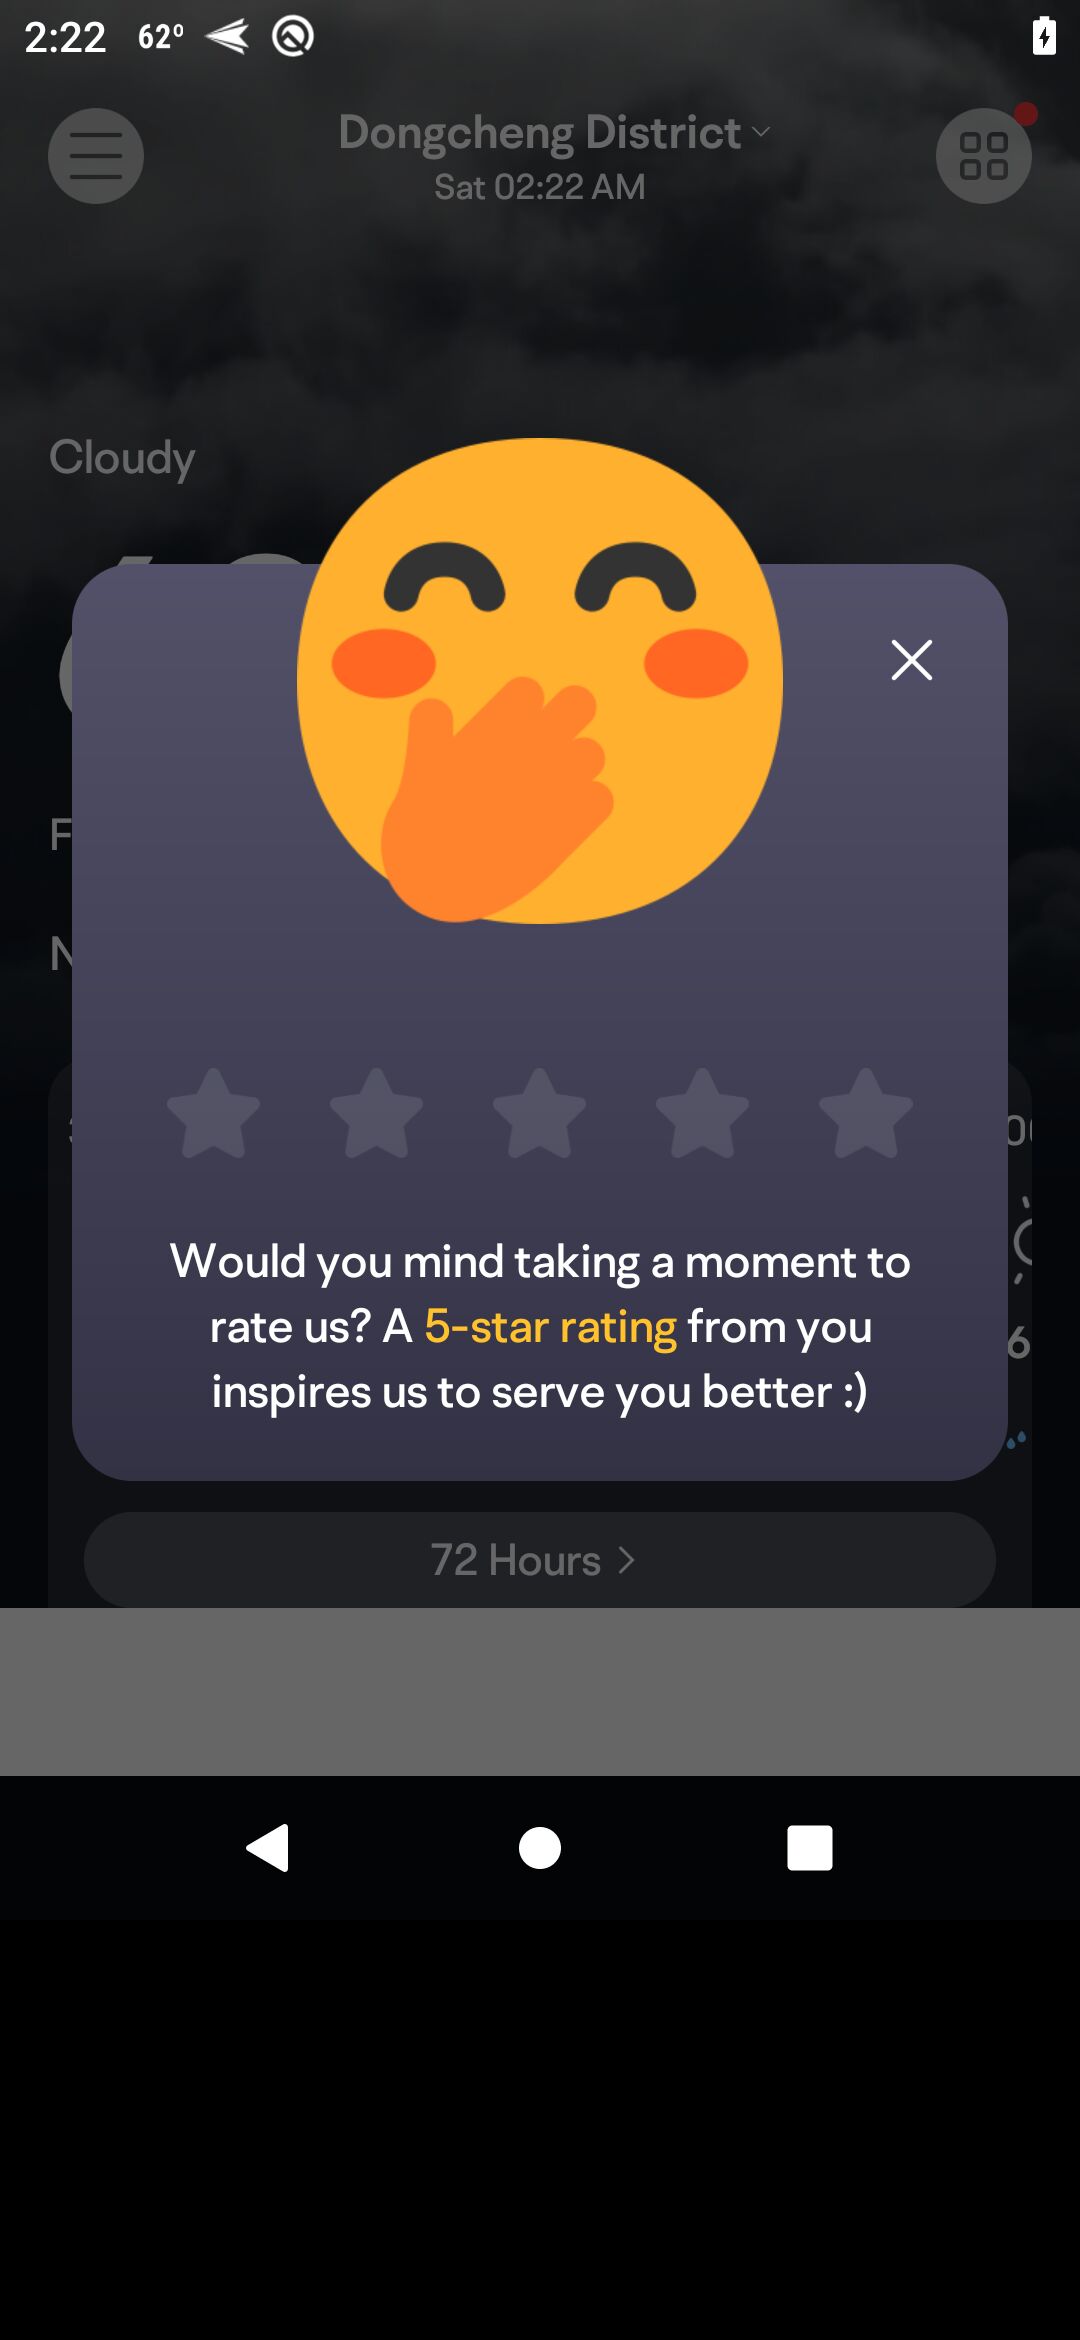 2:22 62°
Dongcheng District
Sat 02:22 AM
Cloudy
Would you mind taking a moment to
rate us? A 5-star rating from you
inspires us to serve you better :)
72 Hours